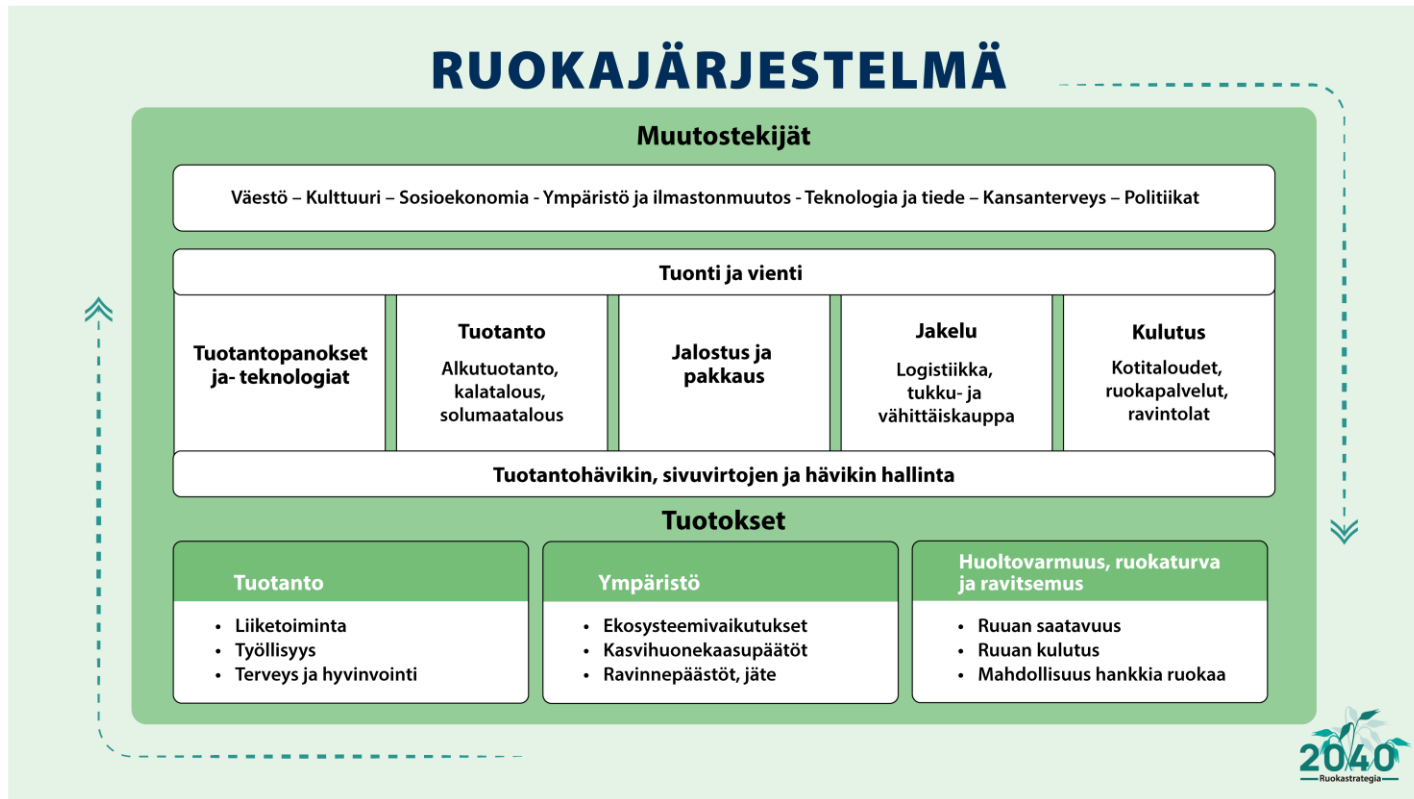 RUOKAJÄRJESTELMÄ
Muutostekijät
Väestö – Kulttuuri – Sosioekonomia - Ympäristö ja ilmastonmuutos - Teknologia ja tiede – Kansanterveys – Politiikat
Tuonti ja vienti
Tuotantopanokset
ja- teknologiat
Tuotanto
Alkutuotanto,
kalatalous,
solumaatalous
Jalostus ja
pakkaus
Jakelu
Logistiikka,
tukku- ja
vähittäiskauppa
Kulutus
Kotitaloudet,
ruokapalvelut,
ravintolat
Tuotantohävikin, sivuvirtojen ja hävikin hallinta
Tuotokset
Tuotanto
• Liiketoiminta
• Työllisyys
• Terveys ja hyvinvointi
Ympäristö
• Ekosysteemivaikutukset
• Kasvihuonekaasupäätöt
• Ravinnepäästöt, jäte
Huoltovarmuus, ruokaturva
ja ravitsemus
• Ruuan saatavuus
• Ruuan kulutus
• Mahdollisuus hankkia ruokaa
2040
Ruokastrategia